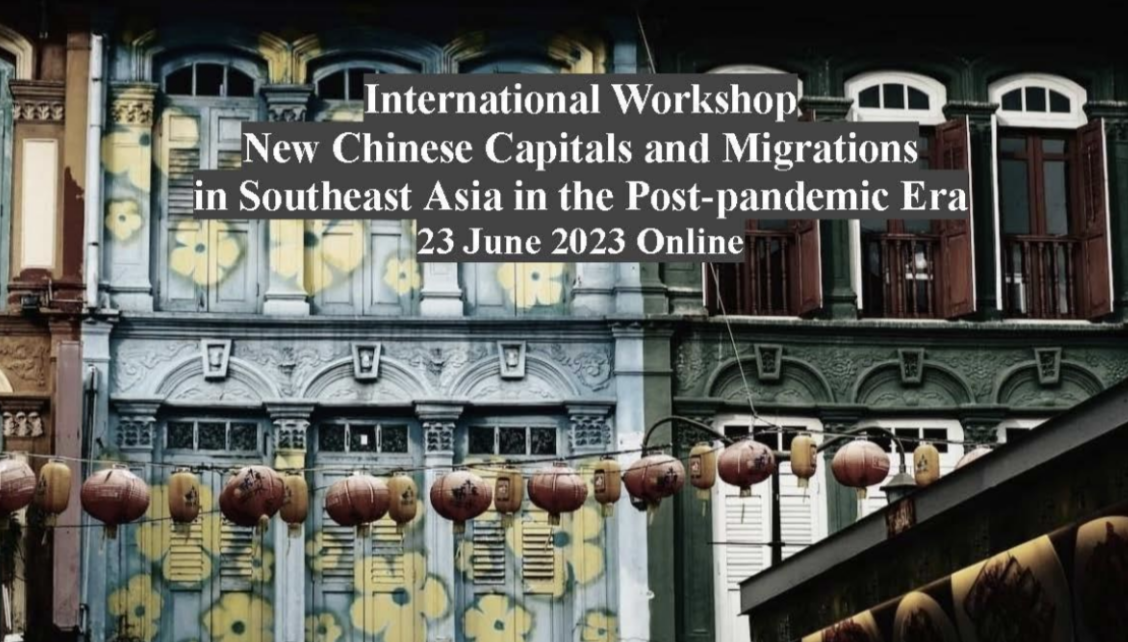 International Workshop
New Chinese Capitals and Migrations
in Southeast Asia in the Post-pandemic Era
23 June 2023 Online